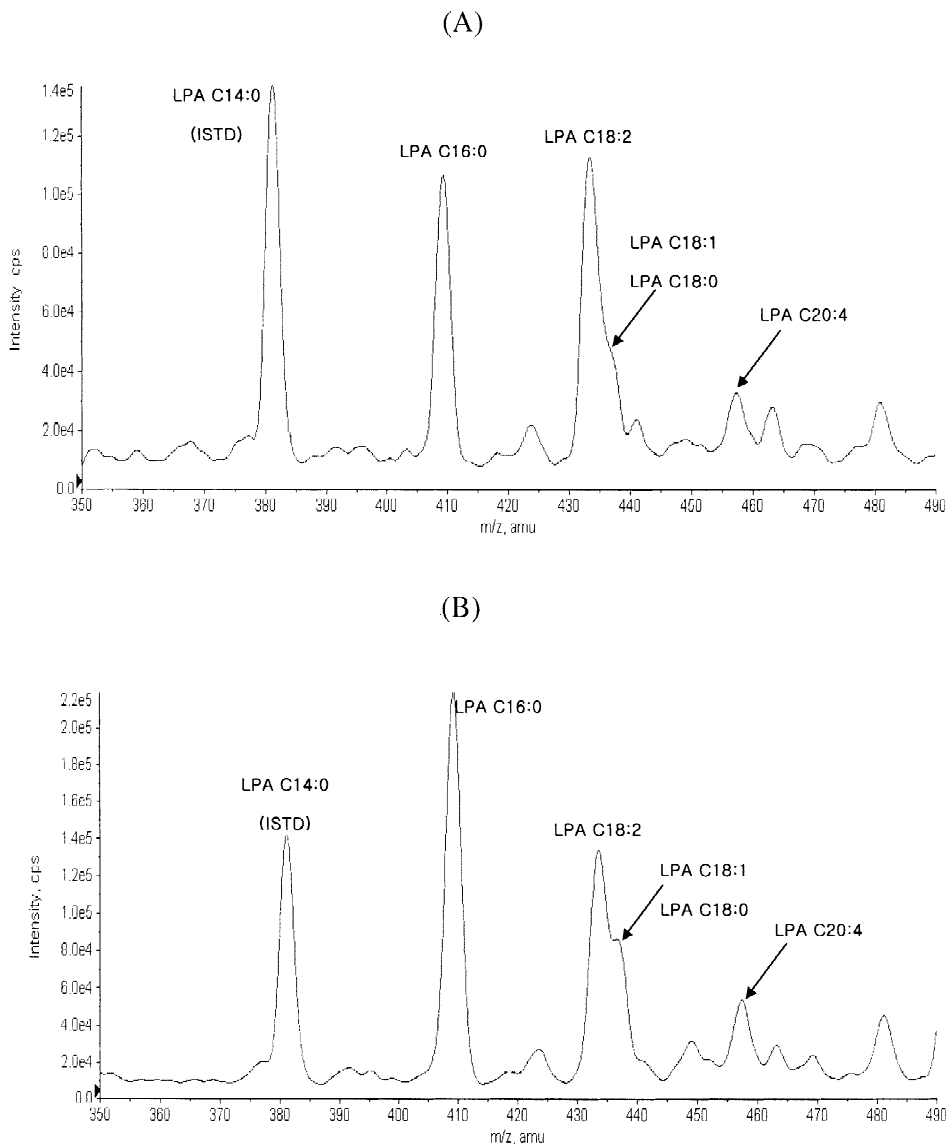 (A)
1.4e5
1.2e5
1.0e5
8.0e4
6.0e4
4.0e4
2.0e4
0.0
Intensity, cps
LPA C14:0
(ISTD)
LPA C16:0
LPA C18:2
LPA C18:1
LPA C18:0
LPA C20:4
350 360 370 380 390 400 410 420 430 440 450 460 470 480 490
m/z, amu
(B)
2.2e5
2.0e5
1.8e5
1.6e5
1.4e5
1.2e5
1.0e5
8.0e4
6.0e4
4.0e4
2.0e4
0.0
Intensity, cps
LPA C16:0
LPA C14:0
(ISTD)
LPA C18:2
LPA C18:1
LPA C18:0
LPA C20:4
350 360 370 380 390 400 410 420 430 440 450 460 470 480 490
m/z, amu